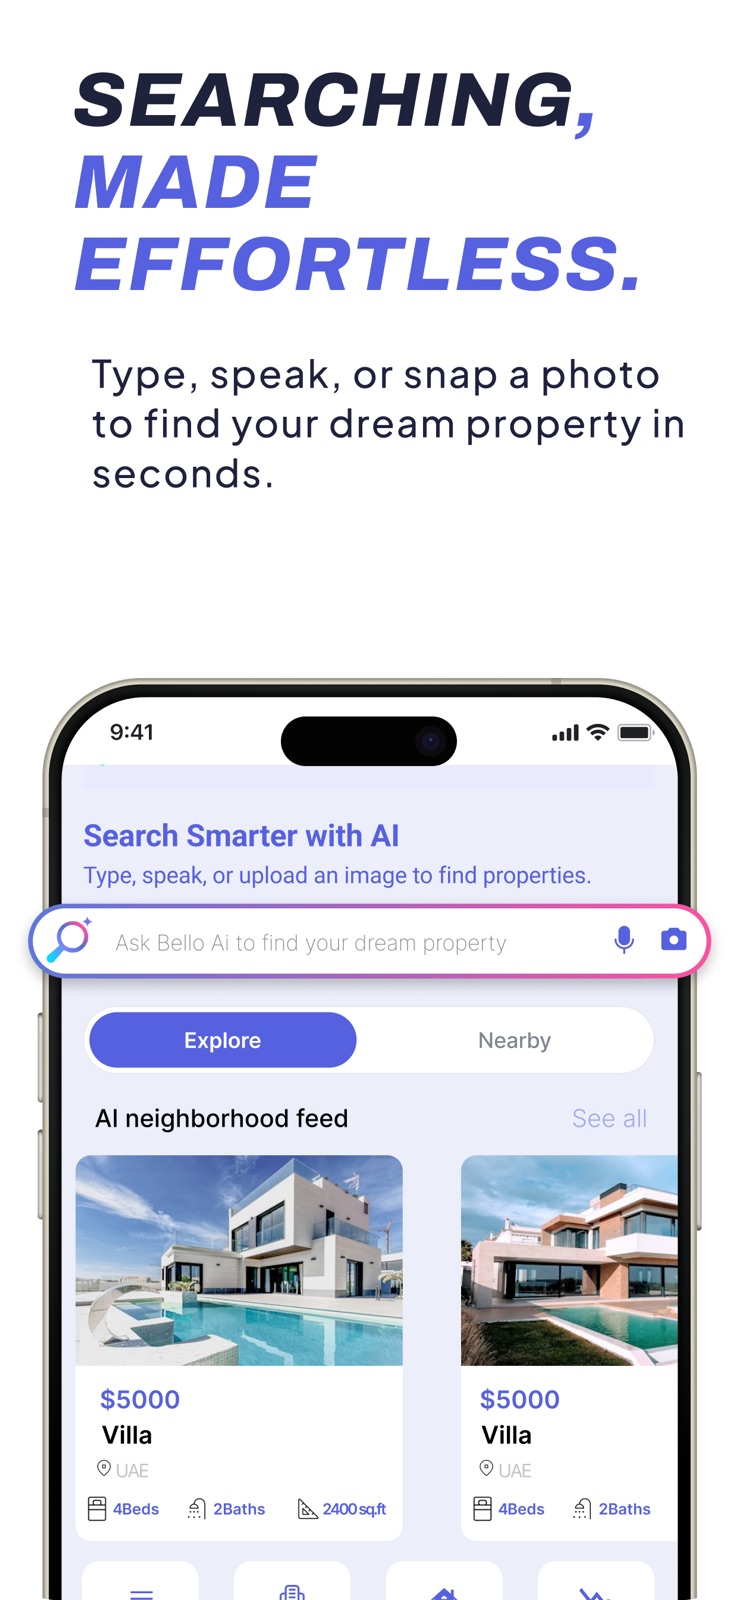 SEARCHING,
MADE
EFFORTLESS.
Type, speak, or snap a photo
to find your dream property in
seconds.
9:41
Search Smarter with AI
Type, speak, or upload an image to find properties.
Ask Bello Ai to find your dream property
Explore
Nearby
AI neighborhood feed
See all
$5000
Villa
UAE
4Beds
2Baths
2400sq.ft
$5000
Villa
UAE
4Beds
2Baths